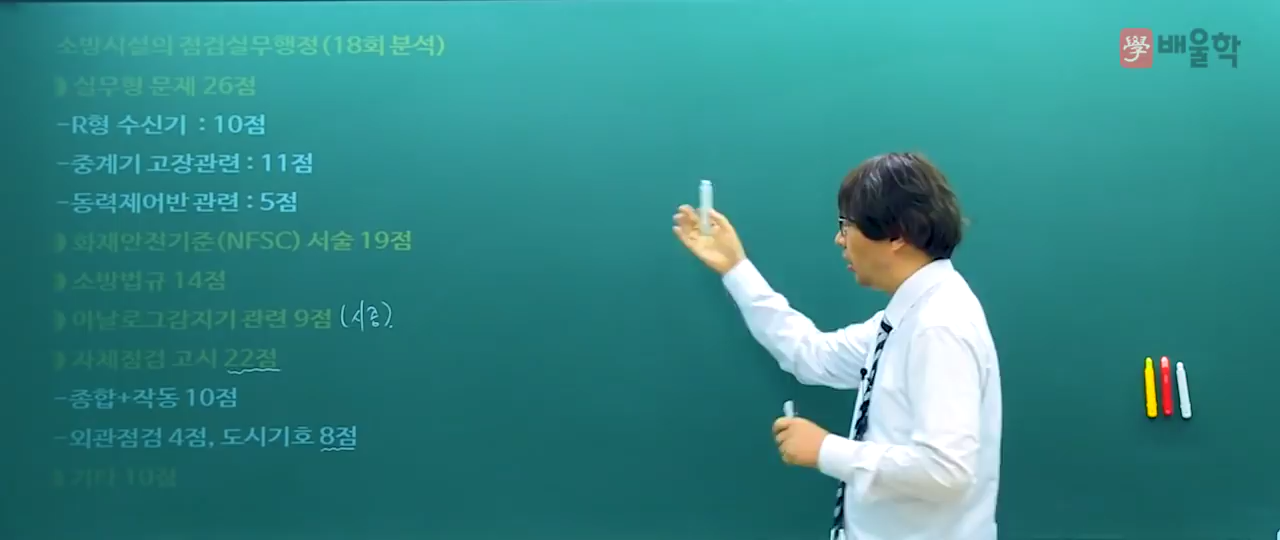 소방시설의 점검실무행정(18회 분석)
◗ 실무형 문제 26점
-R형 수신기 : 10점
-중계기 고장관련 : 11점
-동력제어반 관련 : 5점
◗ 화재안전기준(NFSC) 서술 19점
◗ 소방법규 14점
◗ 아날로그감지기 관련 9점 (시공).
◗ 자체점검 고시 22점
-종합+작동 10점
-외관점검 4점, 도시기호 8점
◗ 기타 10점
學 배울학